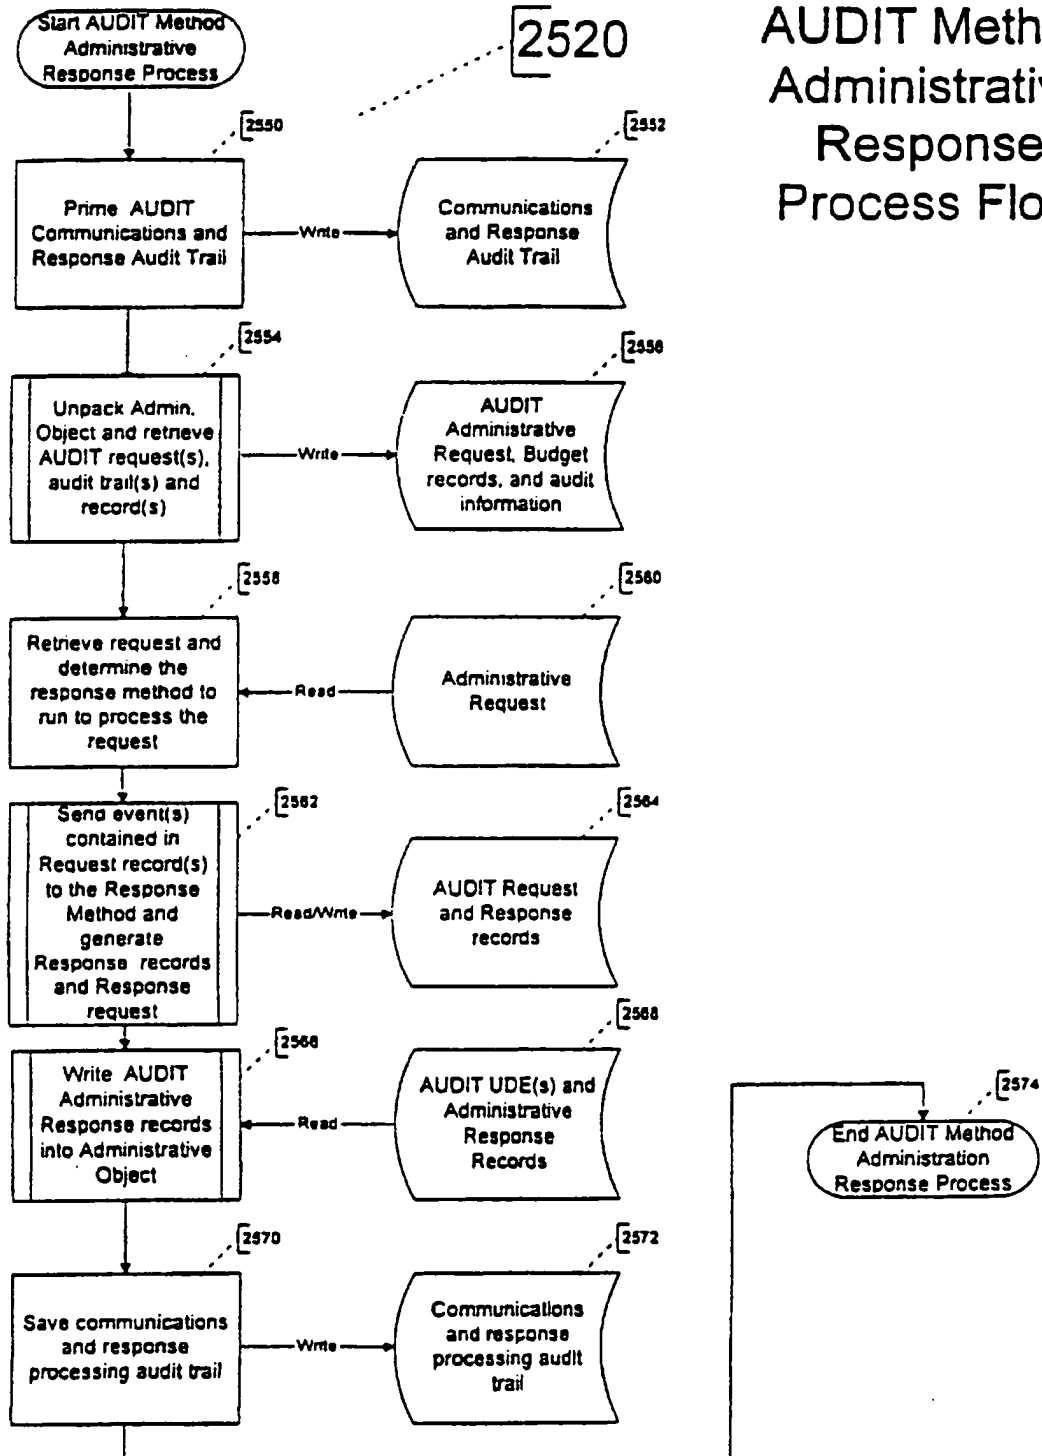 Start AUDIT Method
Administrative
Response Process
2520
AUDIT Meth
Administrativ
Response
Process Flo
2550
Prime AUDIT
Communications and
Response Audit Trail
Write
2552
Communications
and Response
Audit Trail
2554
Unpack Admin.
Object and retrieve
AUDIT request(s),
audit trail(s) and
record(s)
Write
2556
AUDIT
Administrative
Request, Budget
records, and audit
information
2558
Retrieve request and
determine the
response method to
run to process the
request
Read
2560
Administrative
Request
2562
Send event(s)
contained in
Request record(s)
to the Response
Method and
generate
Response records
and Response
request
Read/Write
2564
AUDIT Request
and Response
records
2566
Write AUDIT
Administrative
Response records
into Administrative
Object
Read
2568
AUDIT UDE(s) and
Administrative
Response
Records
2570
Save communications
and response
processing audit trail
Write
2572
Communications
and response
processing audit
trail
2574
End AUDIT Method
Administration
Response Process